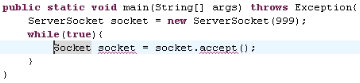 public static void main(String[] args) throws Exception{
ServerSocket socket = new ServerSocket(999);
while(true){
Socket socket = socket.accept();
}
}